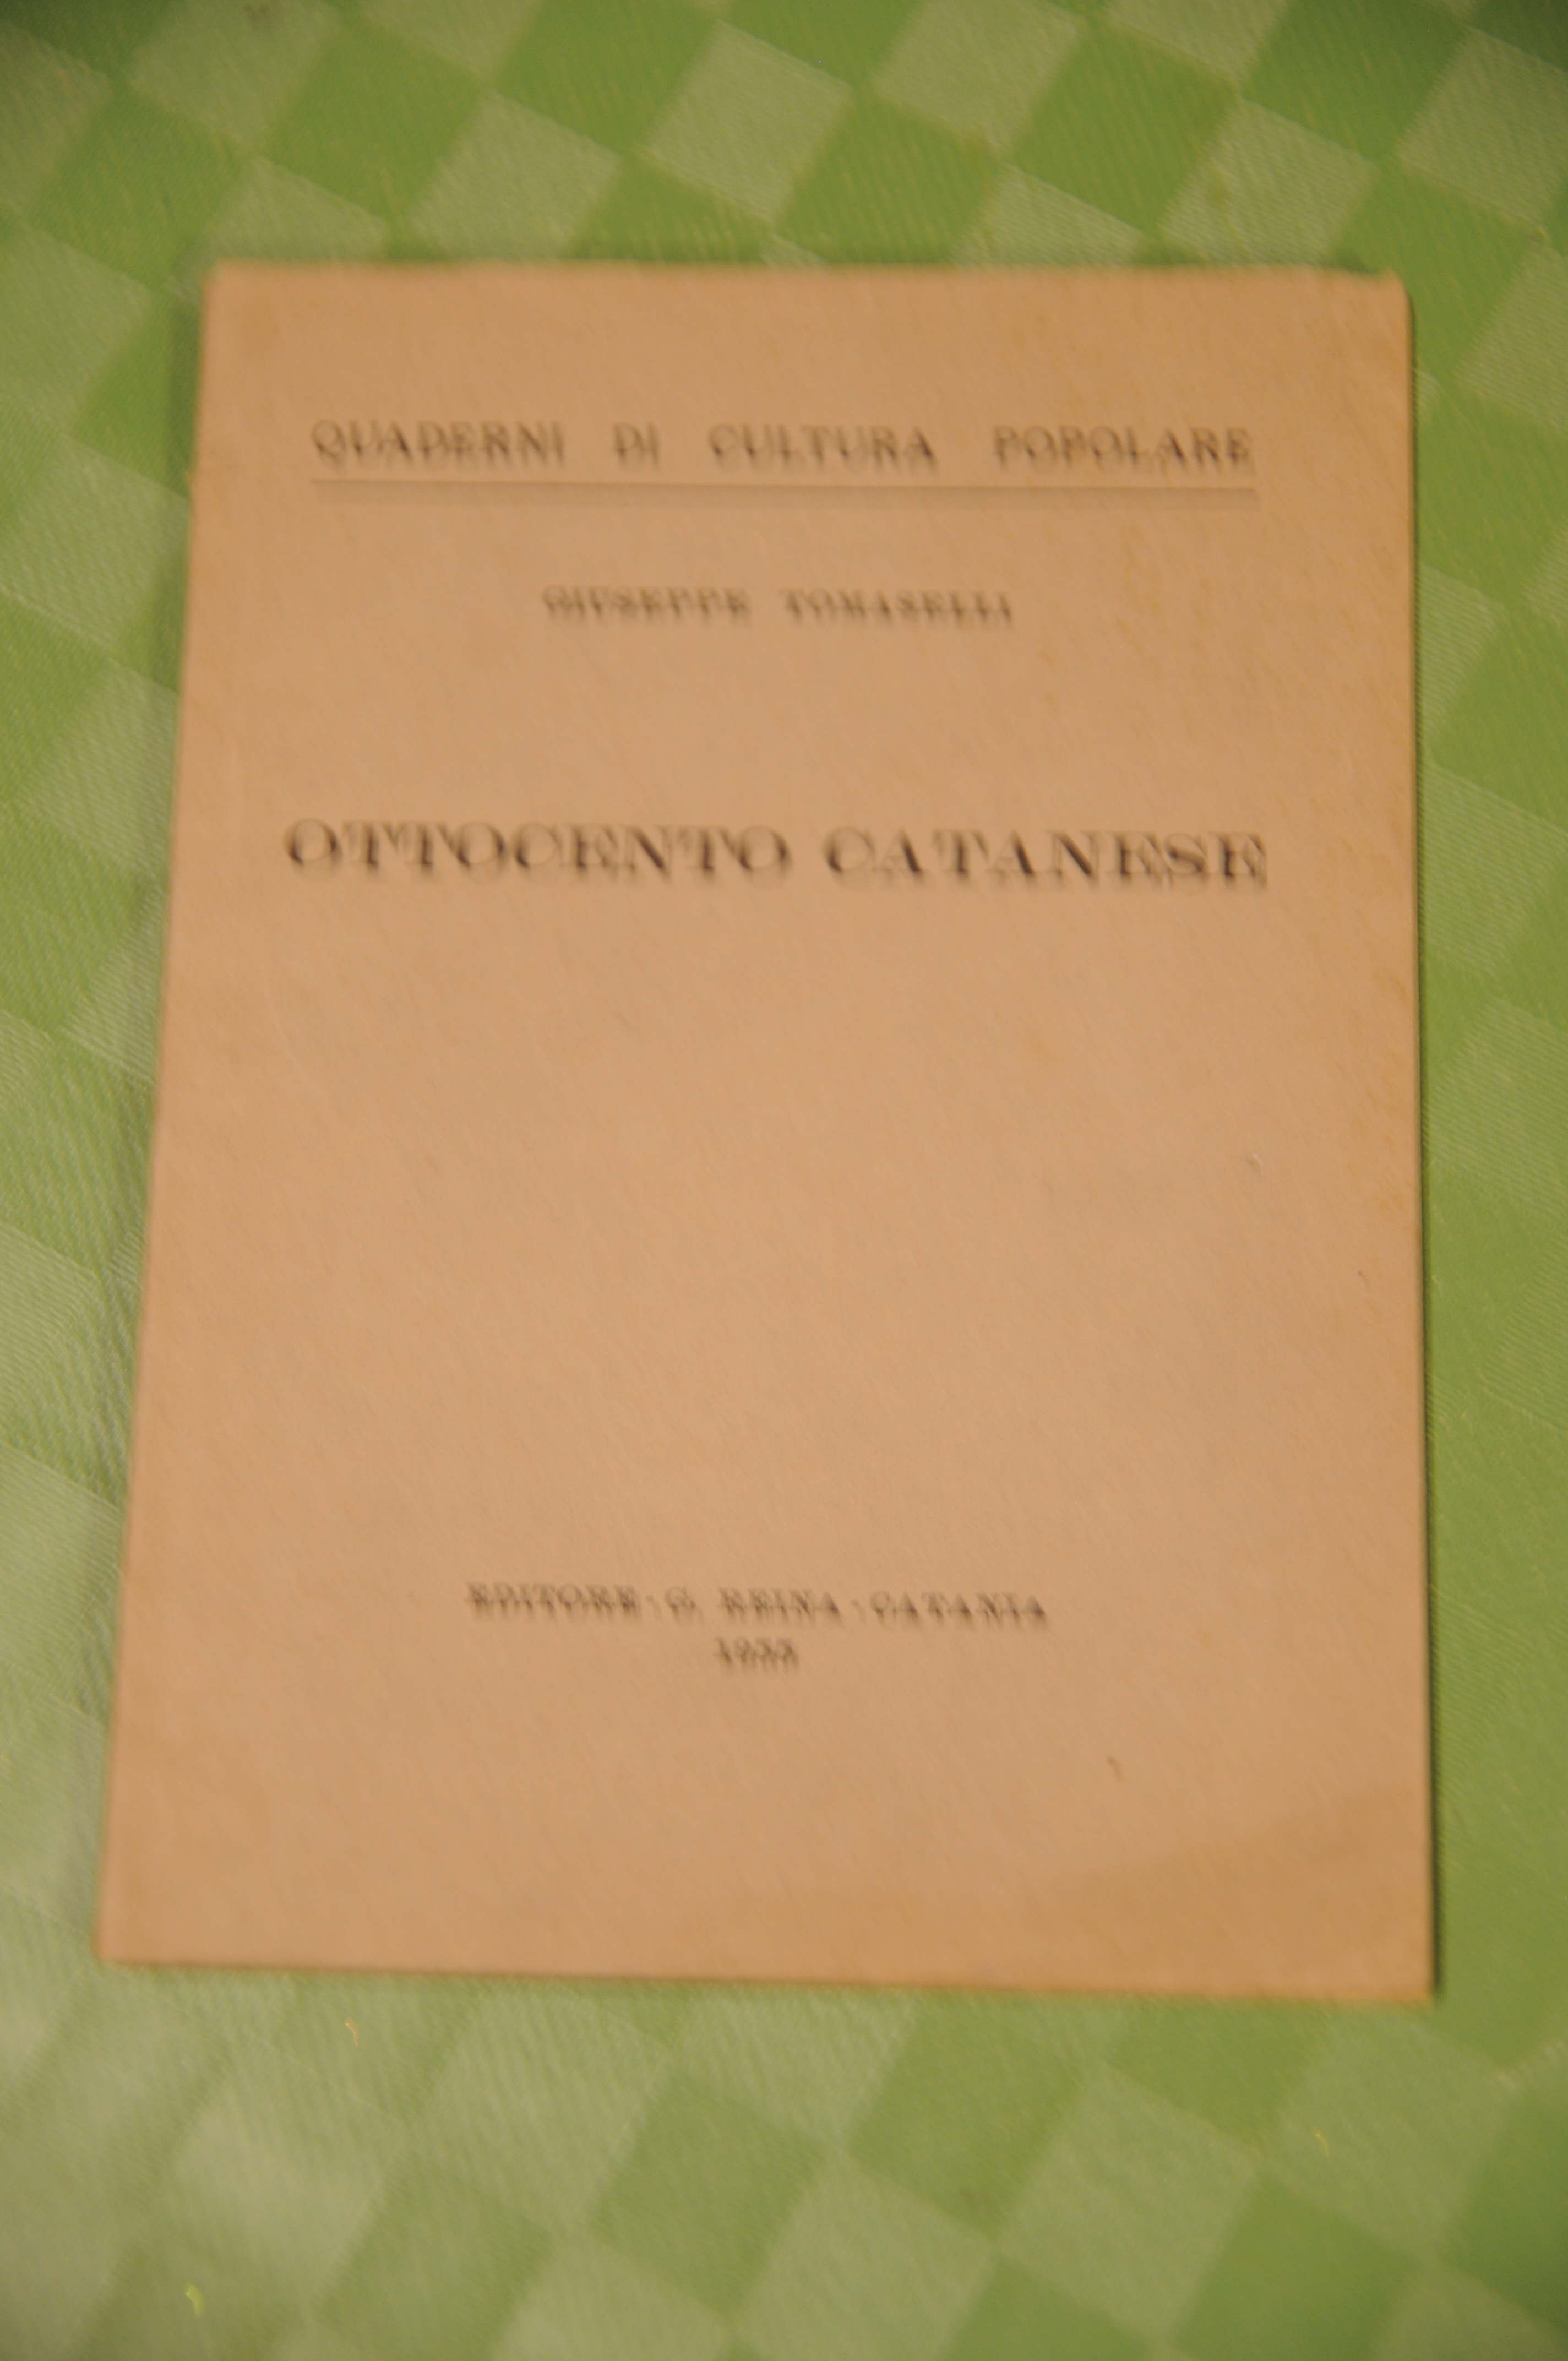 QUADERNI DI CULTURA POPOLARE
GIUSEPPE TOMASELLI
OTTOCENTO CATANESE
EDITORE · G. REINA · CATANIA